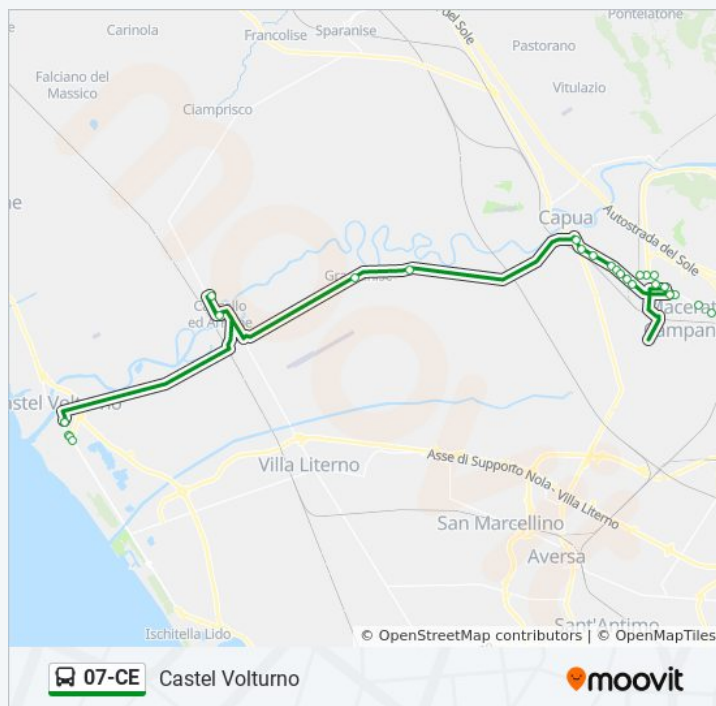 Pontelatone
Carinola
Francolise
Sparanise
del Sole
Pastorano
Falciano del
Massico
Vitulazio
Ciamprisco
ne
Capua
Autostrada del Sole
Castel Volturno
Villa Literno
Asse di Supporto Nola - Villa Literno
San Marcellino
Aversa
Sant'Antimo
Ischitella Lido
© OpenStreetMap contributors | © OpenMapTiles
07-CE
Castel Volturno
moovit